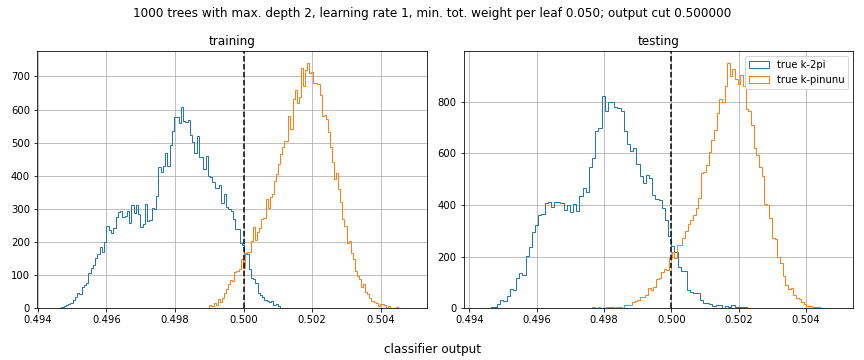 1000 trees with max. depth 2, learning rate 1, min. tot. weight per leaf 0.050; output cut 0.500000
training
testing
700
600
500
400
300
200
100
0
0.494 0.496 0.498 0.500 0.502 0.504
800
600
400
200
0
0.494 0.496 0.498 0.500 0.502 0.504
true k-2pi
true k-pinunu
classifier output